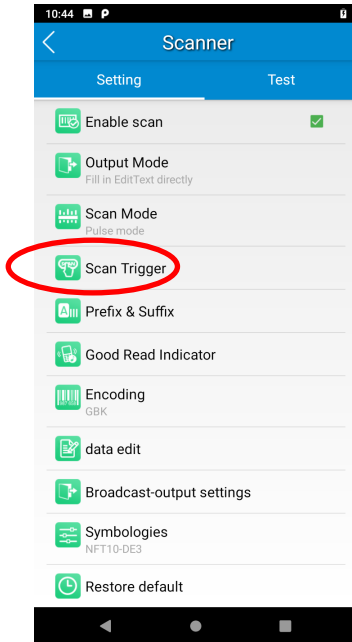 10:44
Scanner
Setting
Test
Enable scan
Output Mode
Fill in EditText directly
Scan Mode
Pulse mode
Scan Trigger
Prefix & Suffix
Good Read Indicator
Encoding
GBK
data edit
Broadcast-output settings
Symbologies
NFT10-DE3
Restore default